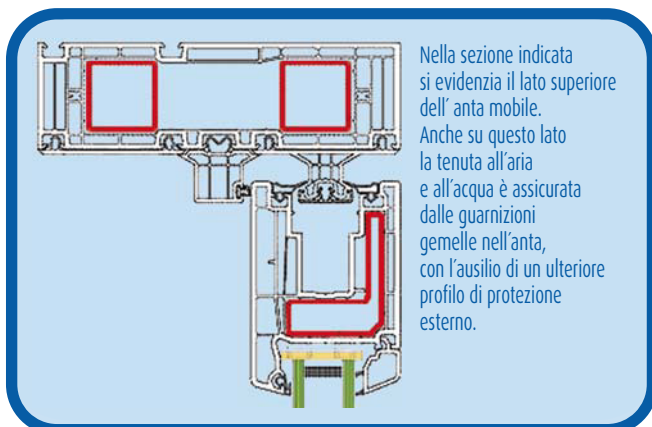 Nella sezione indicata
si evidenzia il lato superiore
dell´ anta mobile.
Anche su questo lato
la tenuta all´aria
e all´acqua è assicurata
dalle guarnizioni
gemelle nell´anta,
con l´ausilio di un ulteriore
profilo di protezione
esterno.